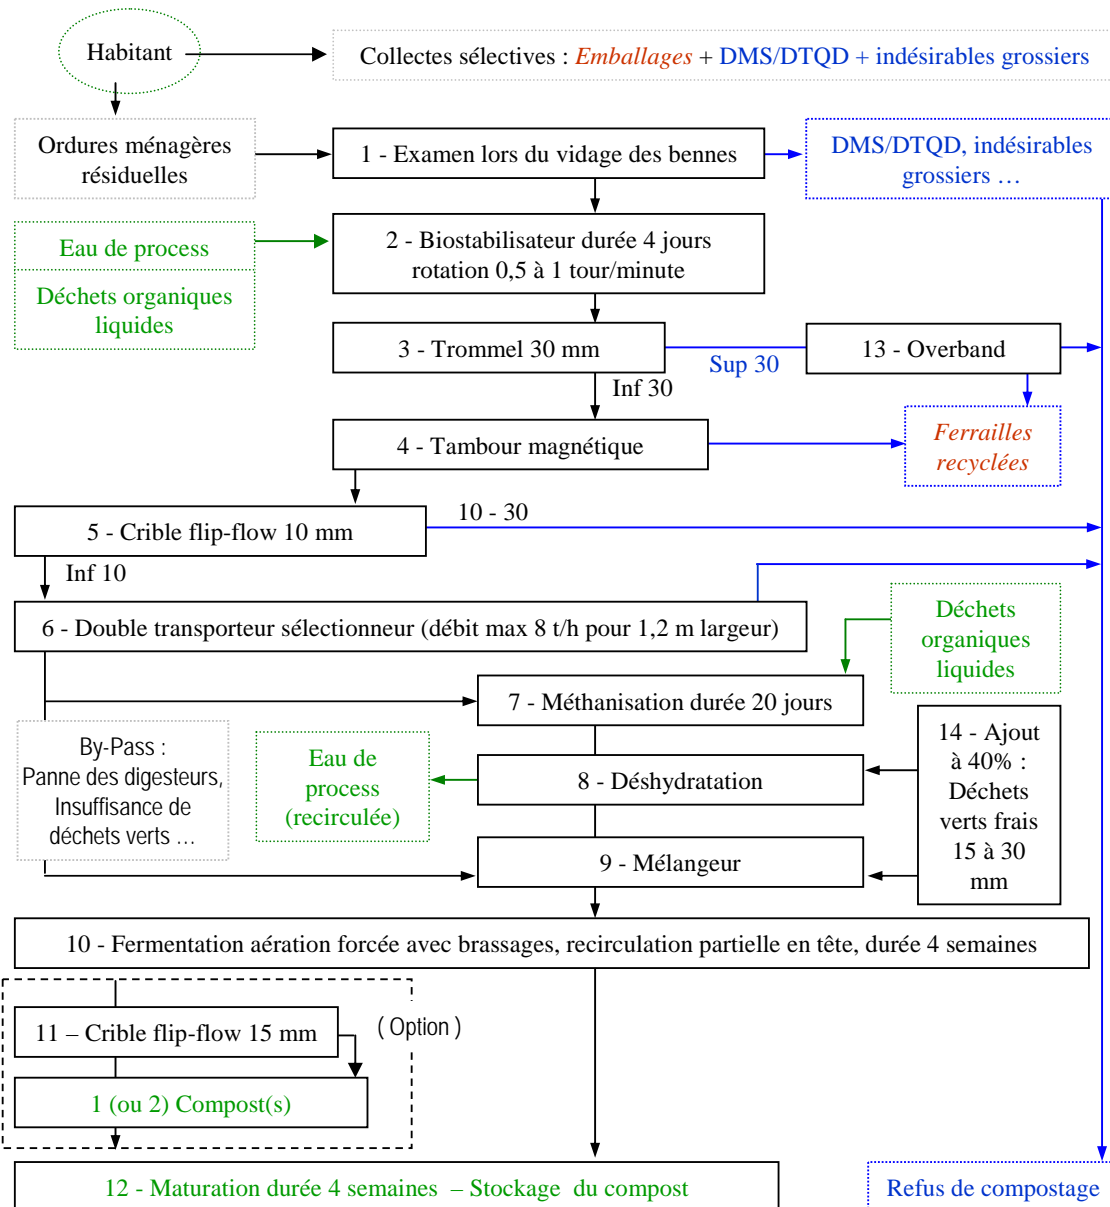 Habitant
Collectes sélectives : Emballages + DMS/DTQD + indésirables grossiers
Ordures ménagères
résiduelles
1 - Examen lors du vidage des bennes
DMS/DTQD, indésirables
grossiers …
Eau de process
Déchets organiques
liquides
2 - Biostabilisateur durée 4 jours
rotation 0,5 à 1 tour/minute
3 - Trommel 30 mm
Sup 30
13 - Overband
Inf 30
4 - Tambour magnétique
Ferrailles
recyclées
5 - Crible flip-flow 10 mm
10 - 30
Inf 10
6 - Double transporteur sélectionneur (débit max 8 t/h pour 1,2 m largeur)
Déchets
organiques
liquides
7 - Méthanisation durée 20 jours
By-Pass :
Panne des digesteurs,
Insuffisance de
déchets verts …
Eau de
process
(recirculée)
8 - Déshydratation
14 - Ajout
à 40% :
Déchets
verts frais
15 à 30
mm
9 - Mélangeur
10 - Fermentation aération forcée avec brassages, recirculation partielle en tête, durée 4 semaines
11 – Crible flip-flow 15 mm
( Option )
1 (ou 2) Compost(s)
12 - Maturation durée 4 semaines – Stockage du compost
Refus de compostage